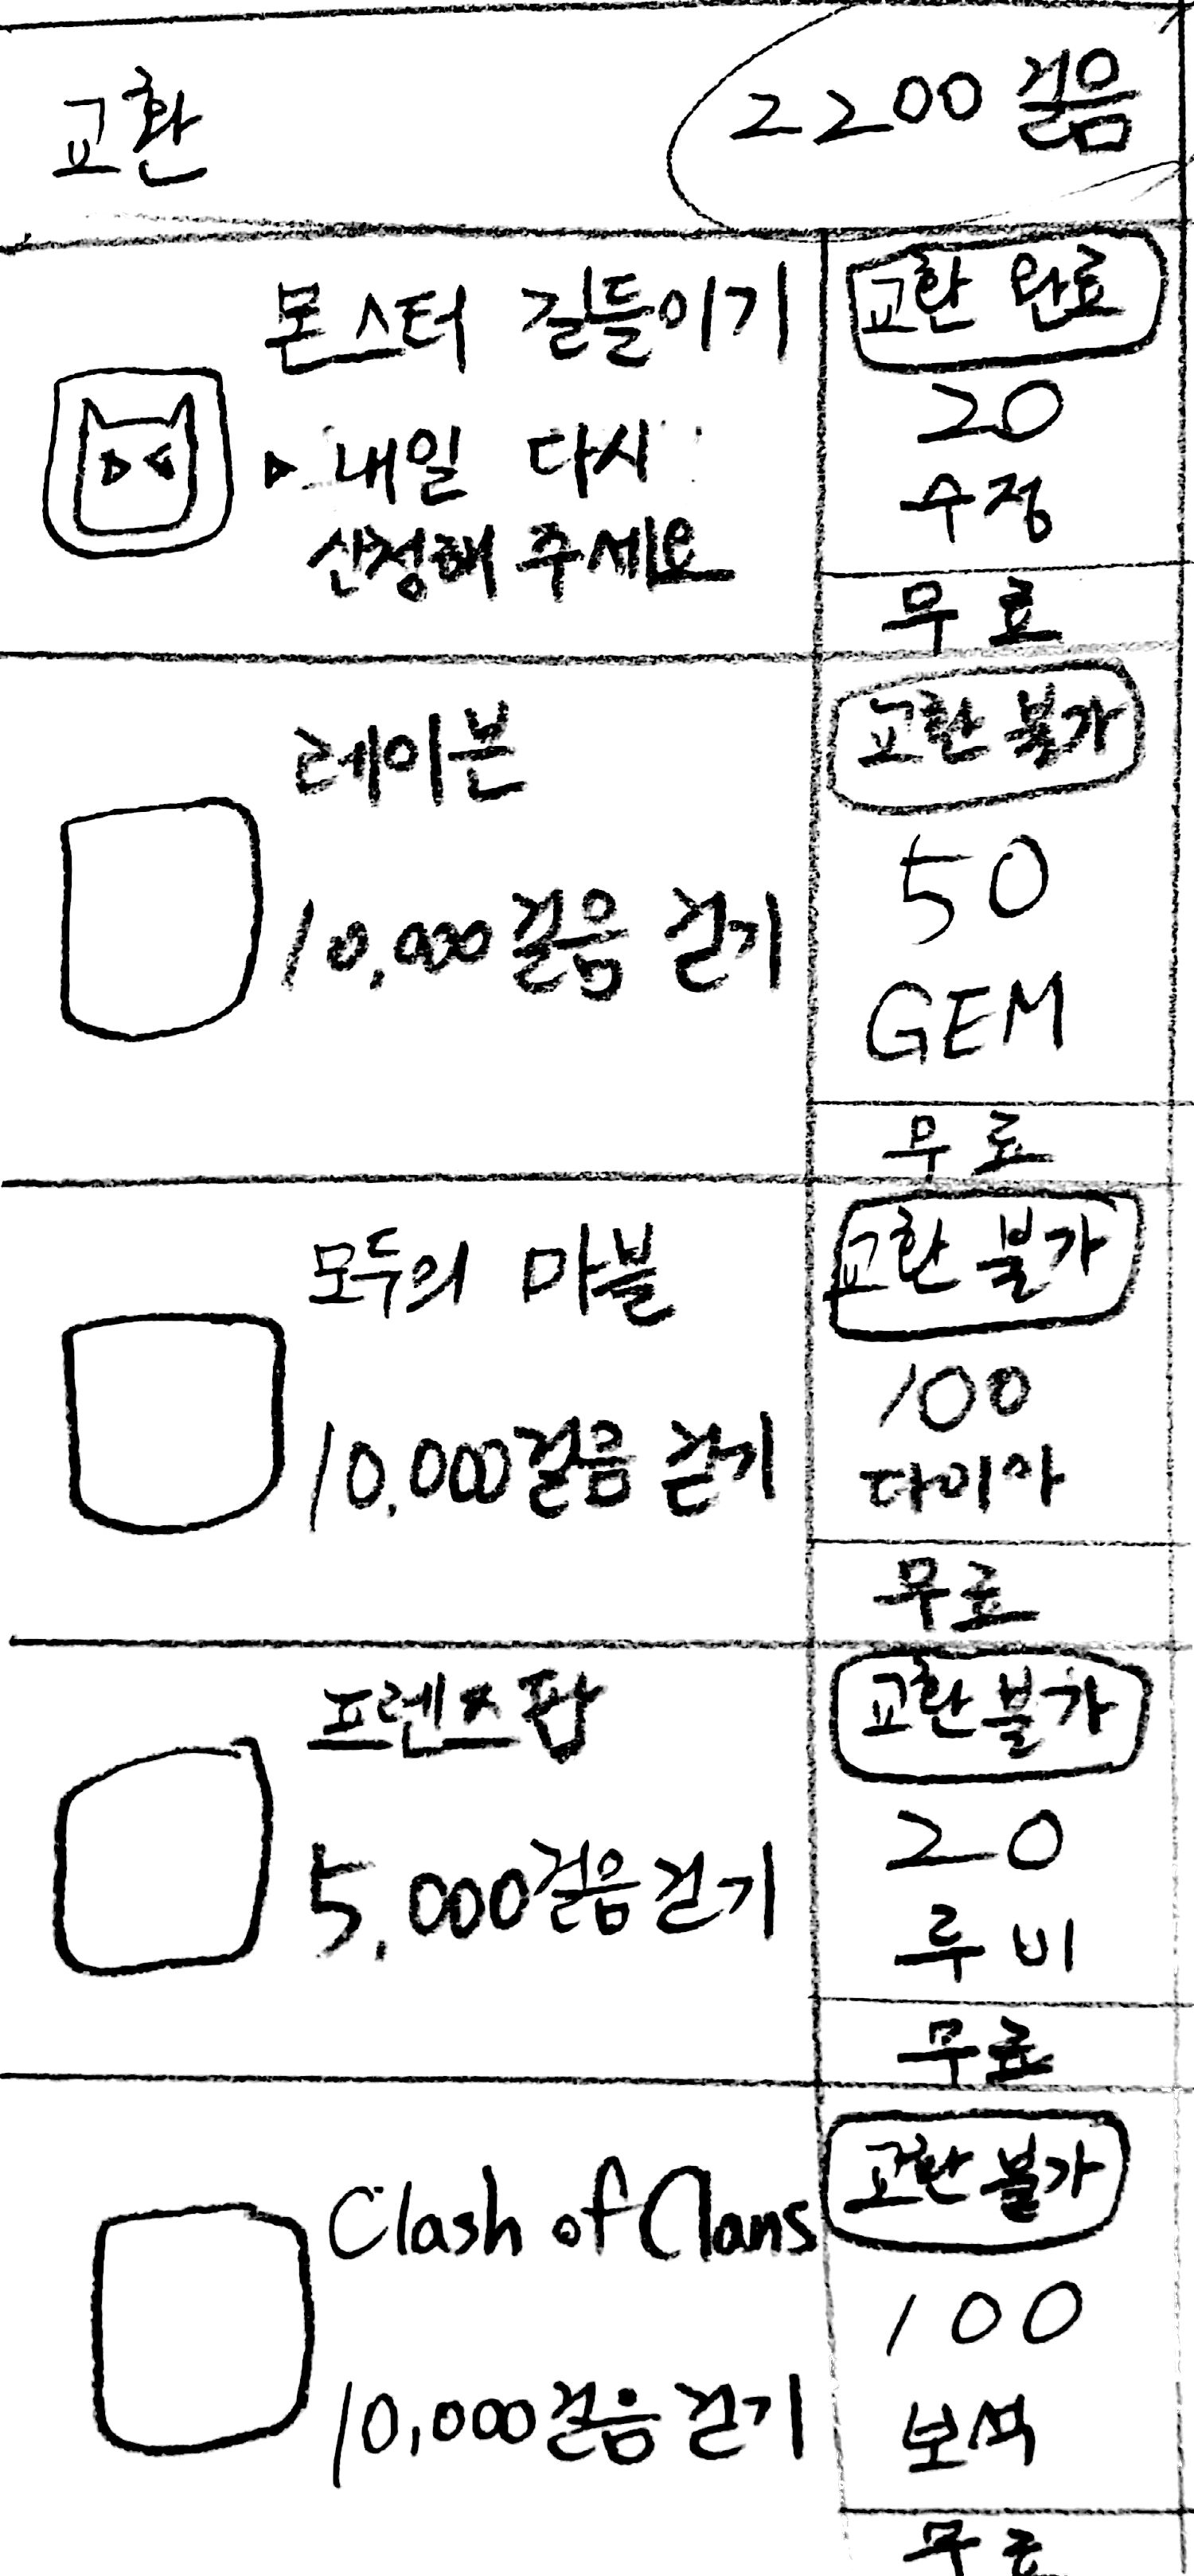 교환
2200 걸음
몬스터 길들이기
교환 완료
내일 다시
산정해 주세요
20
수정
무료
레이븐
교환 불가
10,000걸음 걷기
50
GEM
무료
모두의 마블
교환 불가
10,000걸음 걷기
100
다이아
무료
프렌즈팝
교환 불가
5,000걸음 걷기
20
루비
무료
Clash of Clans
교환 불가
10,000걸음 걷기
100
보석
무료